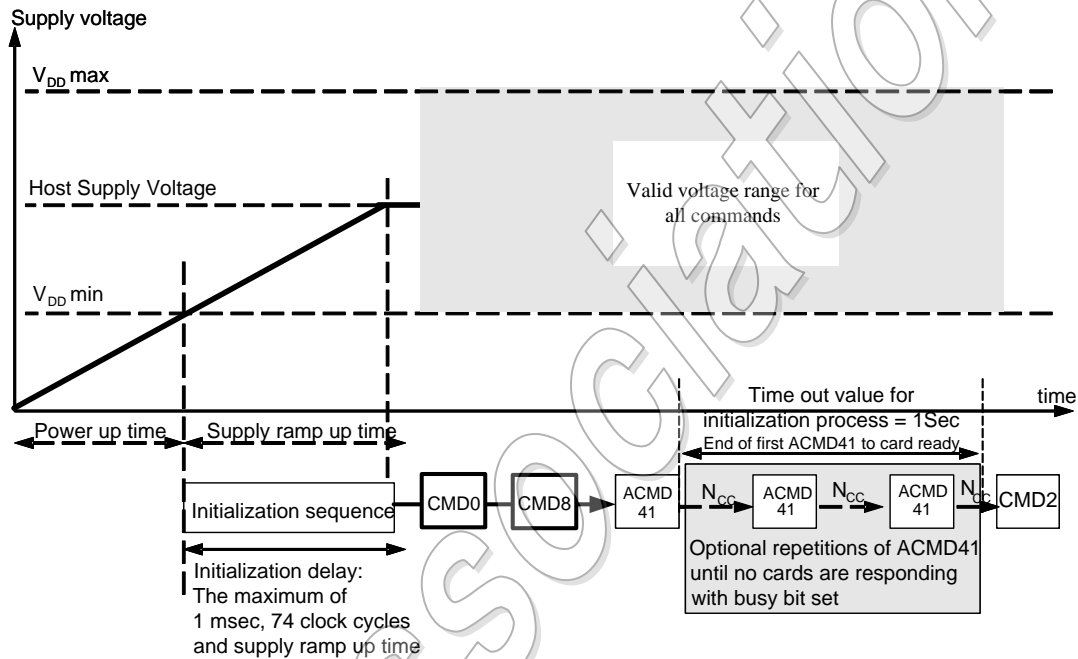 Supply voltage
V_DD max
Host Supply Voltage
Valid voltage range for
all commands
V_DD min
Time out value for
initialization process = 1Sec
End of first ACMD41 to card ready
time
Power up time
Supply ramp up time
Initialization sequence
CMD0
CMD8
ACMD
41
N_CC
ACMD
41
N_CC
ACMD
41
N_CC
CMD2
Optional repetitions of ACMD41
until no cards are responding
with busy bit set
Initialization delay:
The maximum of
1 msec, 74 clock cycles
and supply ramp up time
sociation